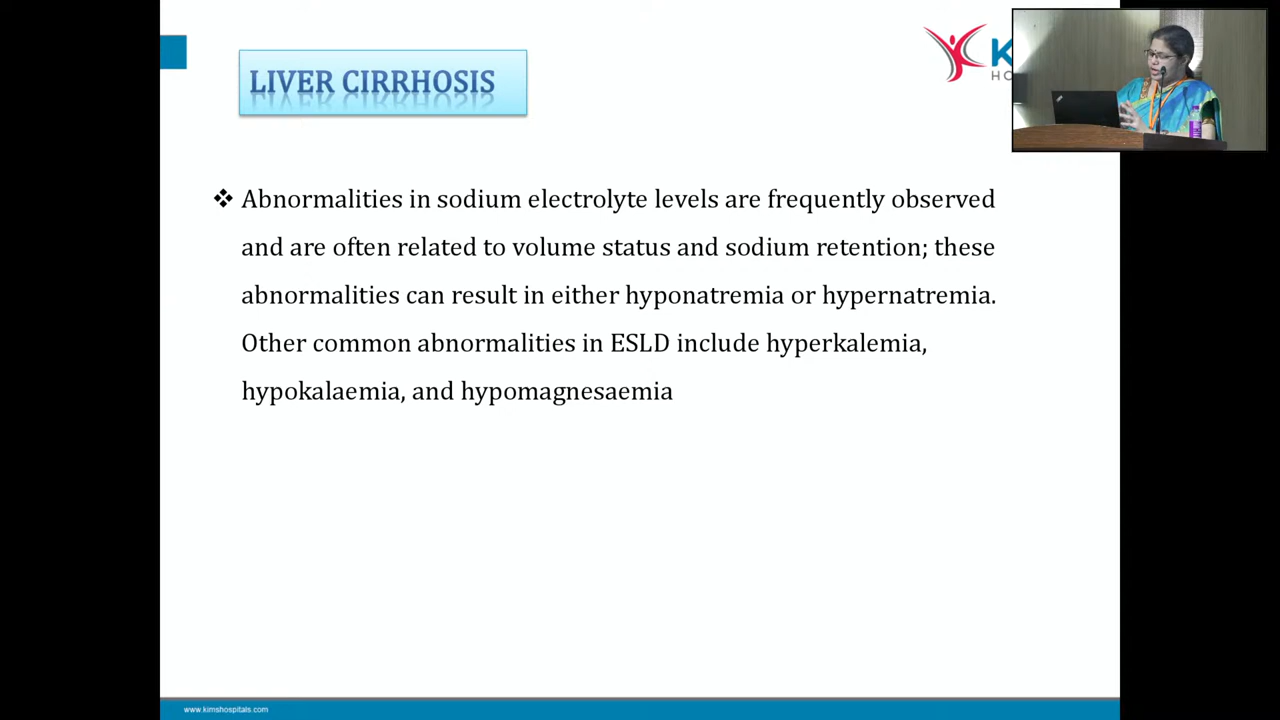 LIVER CIRRHOSIS
❖ Abnormalities in sodium electrolyte levels are frequently observed
and are often related to volume status and sodium retention; these
abnormalities can result in either hyponatremia or hypernatremia.
Other common abnormalities in ESLD include hyperkalemia,
hypokalaemia, and hypomagnesaemia
www.kimshospitals.com